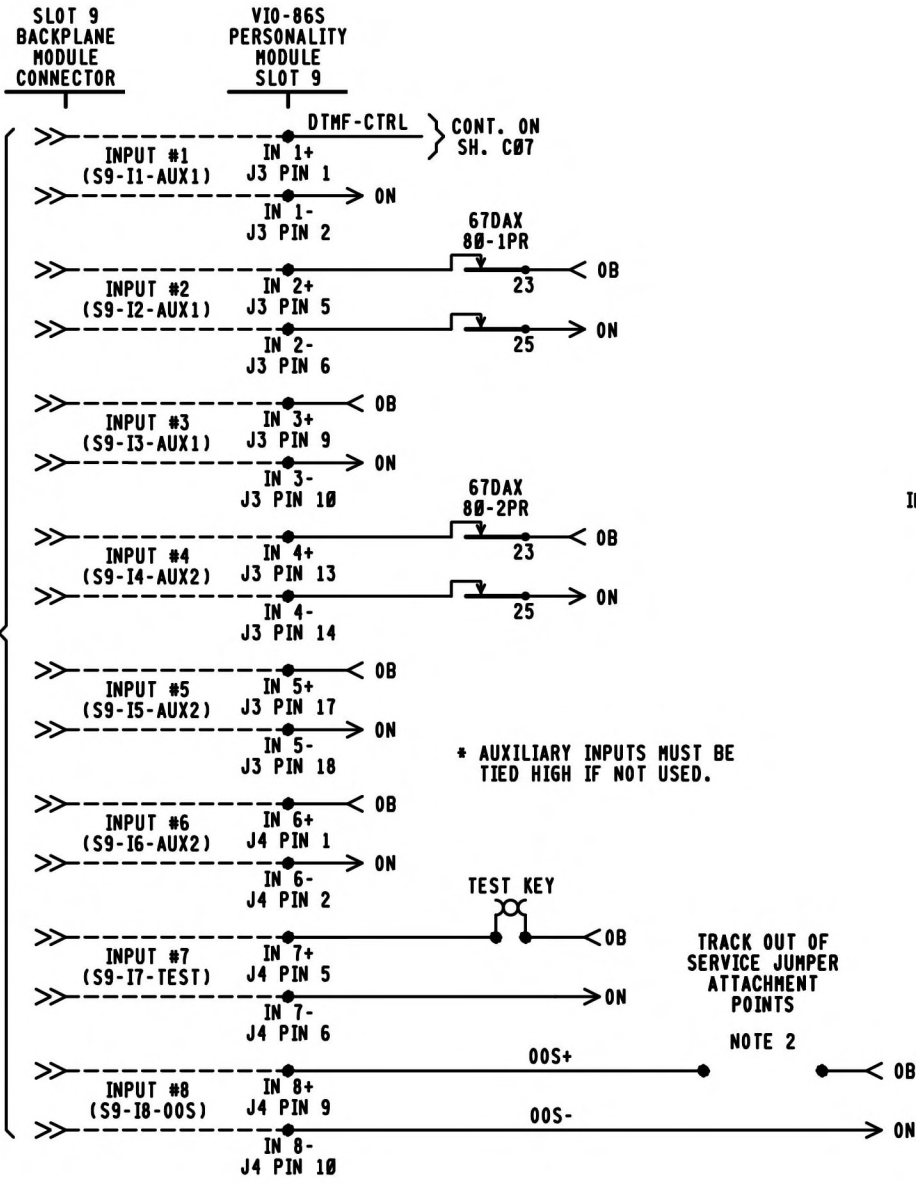 SLOT 9
BACKPLANE
MODULE
CONNECTOR
VIO-86S
PERSONALITY
MODULE
SLOT 9
DTMF-CTRL
CONT. ON
SH. C07
INPUT #1
(S9-I1-AUX1)
IN 1+
J3 PIN 1
ON
IN 1-
J3 PIN 2
67DAX
80-1PR
OB
23
INPUT #2
(S9-I2-AUX1)
IN 2+
J3 PIN 5
ON
25
IN 2-
J3 PIN 6
OB
INPUT #3
(S9-I3-AUX1)
IN 3+
J3 PIN 9
ON
IN 3-
J3 PIN 10
67DAX
80-2PR
OB
23
INPUT #4
(S9-I4-AUX2)
IN 4+
J3 PIN 13
ON
25
IN 4-
J3 PIN 14
OB
INPUT #5
(S9-I5-AUX2)
IN 5+
J3 PIN 17
ON
IN 5-
J3 PIN 18
* AUXILIARY INPUTS MUST BE
TIED HIGH IF NOT USED.
OB
INPUT #6
(S9-I6-AUX2)
IN 6+
J4 PIN 1
ON
IN 6-
J4 PIN 2
TEST KEY
OB
INPUT #7
(S9-I7-TEST)
IN 7+
J4 PIN 5
ON
IN 7-
J4 PIN 6
TRACK OUT OF
SERVICE JUMPER
ATTACHMENT
POINTS
NOTE 2
OOS+
OB
INPUT #8
(S9-I8-OOS)
IN 8+
J4 PIN 9
OOS-
ON
IN 8-
J4 PIN 10